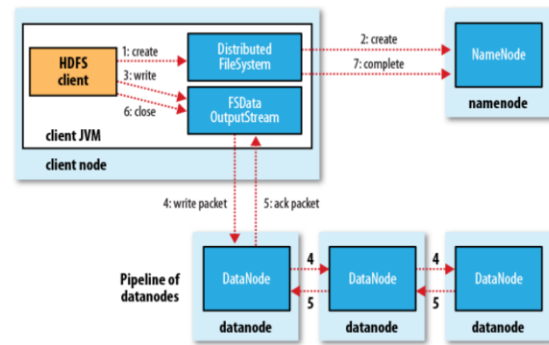 HDFS
client
1: create
3: write
6: close
Distributed
FileSystem
FSData
OutputStream
client JVM
client node
2: create
7: complete
NameNode
namenode
4: write packet
5: ack packet
Pipeline of
datanodes
DataNode
datanode
4
5
DataNode
datanode
4
5
DataNode
datanode